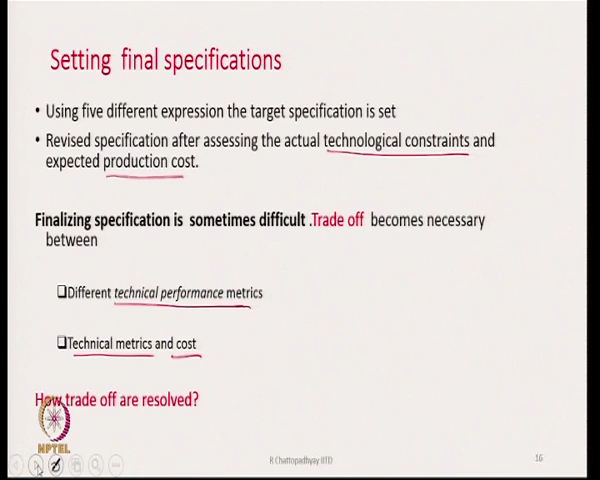 Setting final specifications
• Using five different expression the target specification is set
• Revised specification after assessing the actual technological constraints and
expected production cost.
Finalizing specification is sometimes difficult .Trade off becomes necessary
between
❑Different technical performance metrics
❑Technical metrics and cost
How trade off are resolved?
NPTEL
R Chattopadhyay IITD
16